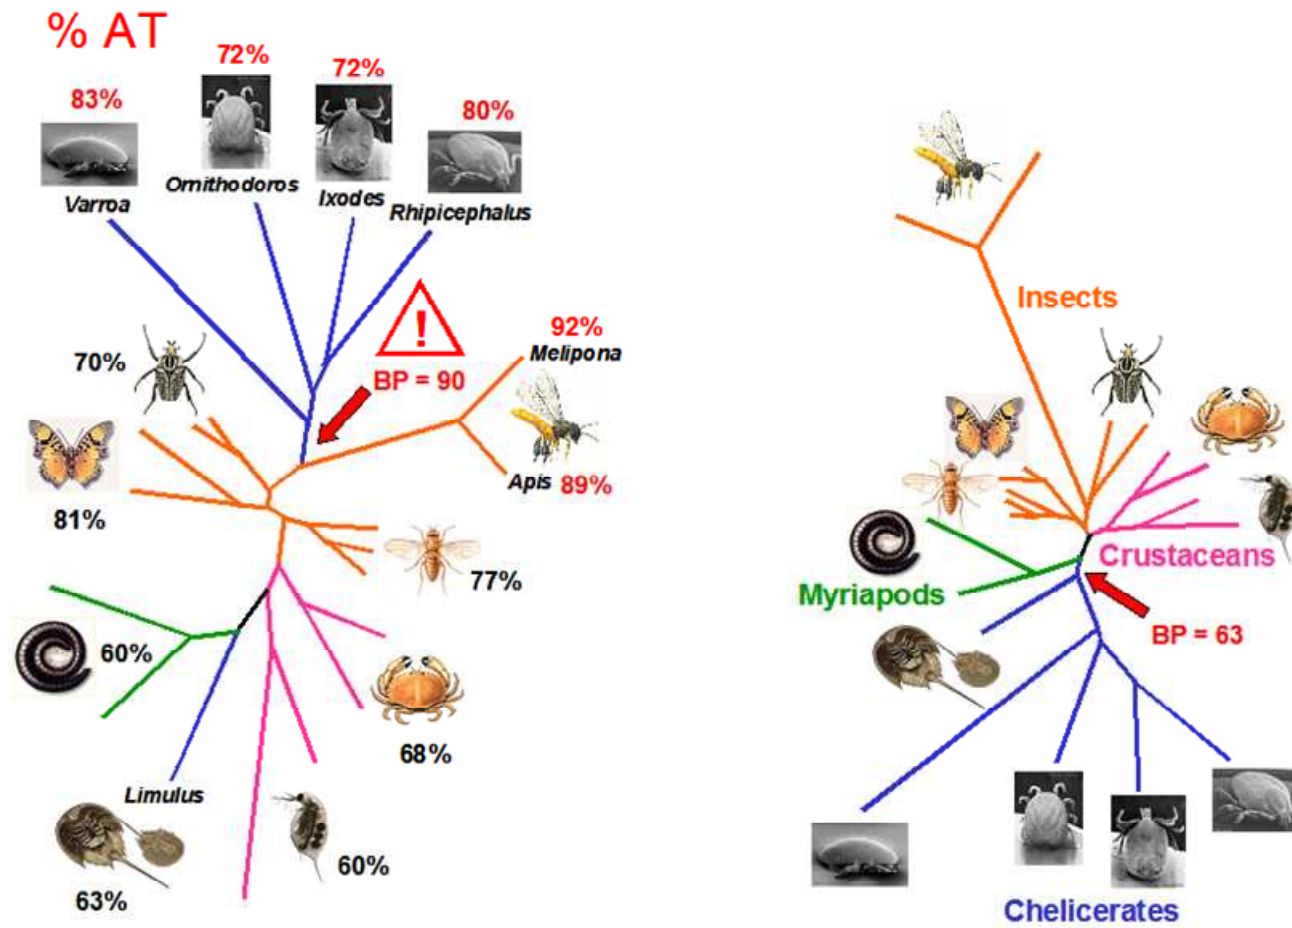 % AT
83%
72%
72%
80%
Varroa
Ornithodoros
Ixodes
Rhipicephalus
!
BP = 90
92%
Melipona
70%
Apis 89%
81%
77%
60%
68%
Limulus
63%
60%
Insects
Crustaceans
Myriapods
BP = 63
Chelicerates